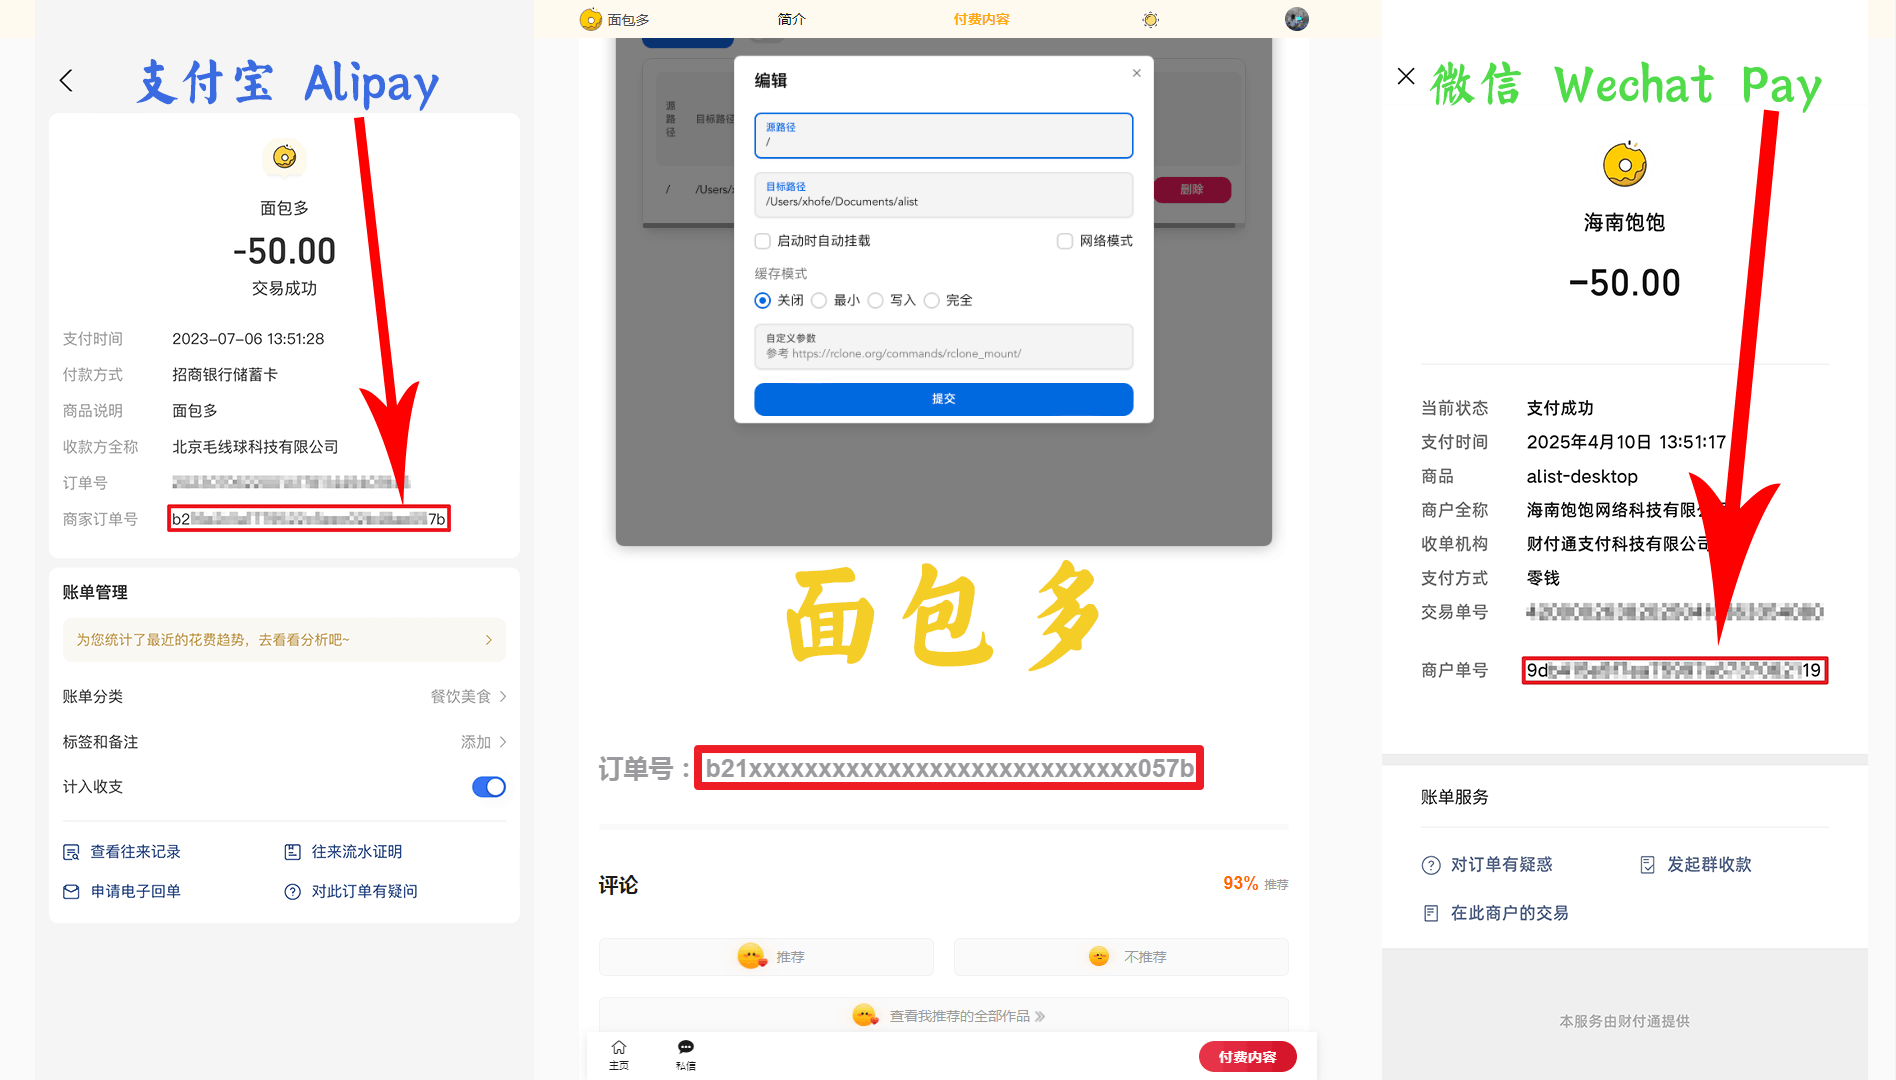 支付宝 Alipay
面包多
-50.00
交易成功
支付时间 2023-07-06 13:51:28
付款方式 招商银行储蓄卡
商品说明 面包多
收款方全称 北京毛线球科技有限公司
订单号
商家订单号 b2 7b
账单管理
为您统计了最近的花费趋势，去看看分析吧~
账单分类 餐饮美食
标签和备注 添加
计入收支
查看往来记录 往来流水证明
申请电子回单 对此订单有疑问
面包多 简介 付费内容
源路径 目标路径
/ /Users/x 删除
编辑
源路径
/
目标路径
/Users/xhofe/Documents/alist
启动时自动挂载 网络模式
缓存模式
关闭 最小 写入 完全
自定义参数
参考 https://rclone.org/commands/rclone_mount/
提交
面包多
订单号：b21xxxxxxxxxxxxxxxxxxxxxxxxxxxx057b
评论 93% 推荐
推荐 不推荐
查看我推荐的全部作品
主页 私信 付费内容
微信 Wechat Pay
海南饱饱
-50.00
当前状态 支付成功
支付时间 2025年4月10日 13:51:17
商品 alist-desktop
商户全称 海南饱饱网络科技有限
收单机构 财付通支付科技有限公司
支付方式 零钱
交易单号
商户单号 9d 19
账单服务
对订单有疑惑 发起群收款
在此商户的交易
本服务由财付通提供